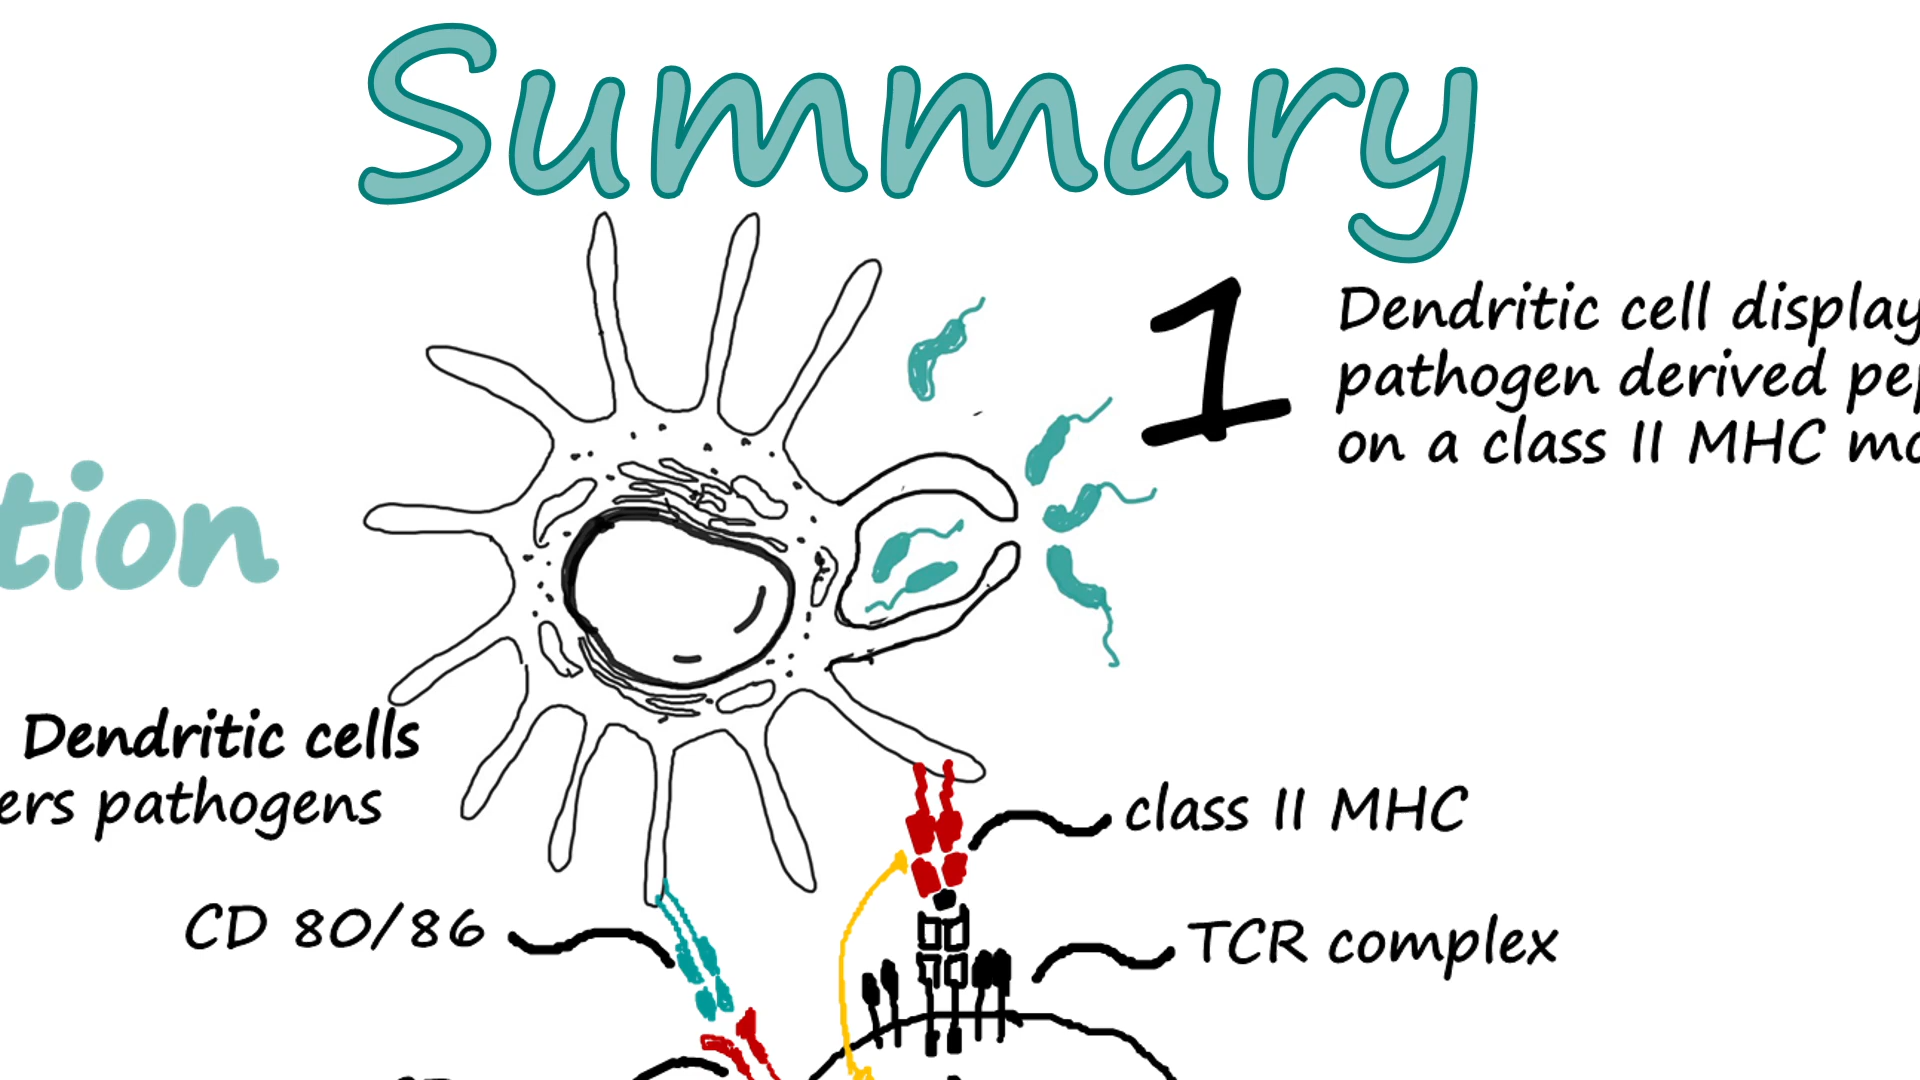 Summary
1
Dendritic cell display
pathogen derived pep
on a class II MHC mo
tion
Dendritic cells
ers pathogens
class II MHC
CD 80/86
TCR complex